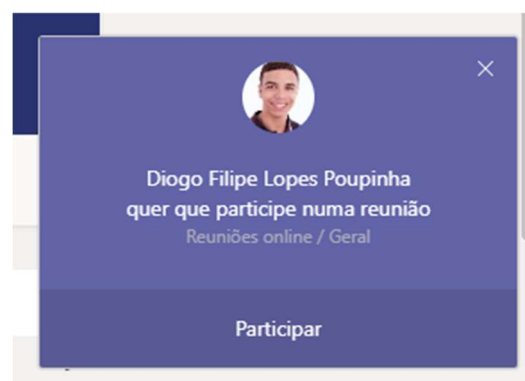 Diogo Filipe Lopes Poupinha
quer que participe numa reunião
Reuniões online / Geral
Participar